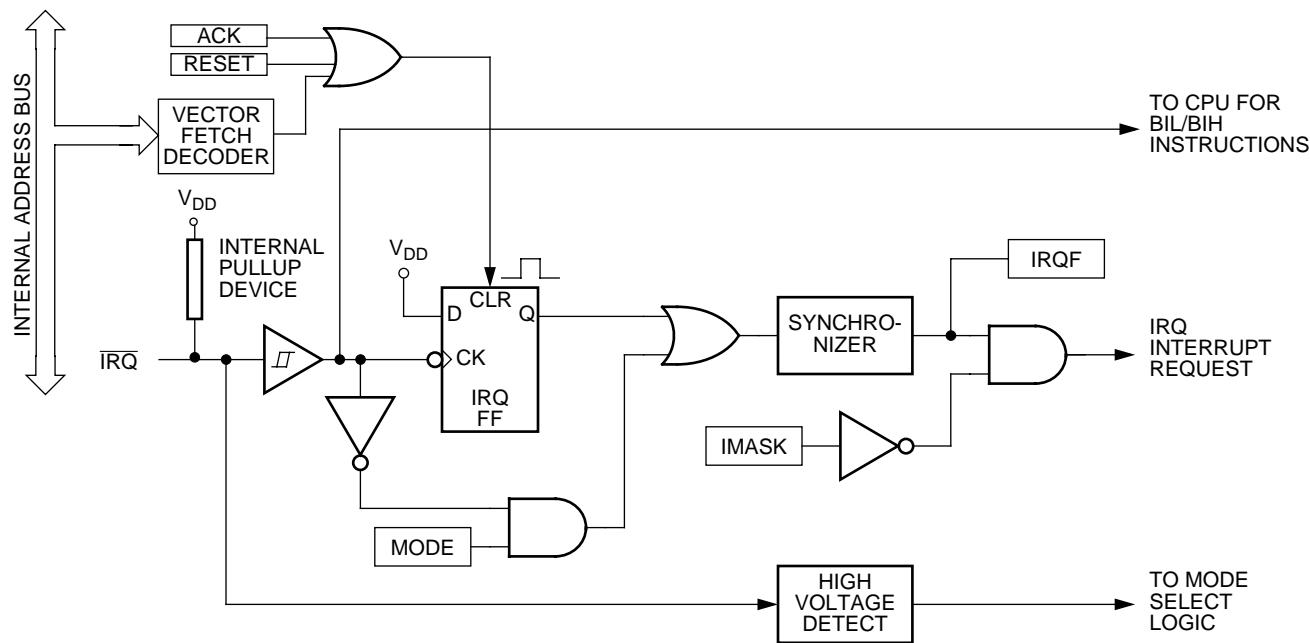 INTERNAL ADDRESS BUS
ACK
RESET
VECTOR
FETCH
DECODER
TO CPU FOR
BIL/BIH
INSTRUCTIONS
VDD
INTERNAL
PULLUP
DEVICE
VDD
CLR
D
Q
CK
IRQ
FF
IRQ
SYNCHRO-
NIZER
IRQF
IRQ
INTERRUPT
REQUEST
IMASK
MODE
HIGH
VOLTAGE
DETECT
TO MODE
SELECT
LOGIC